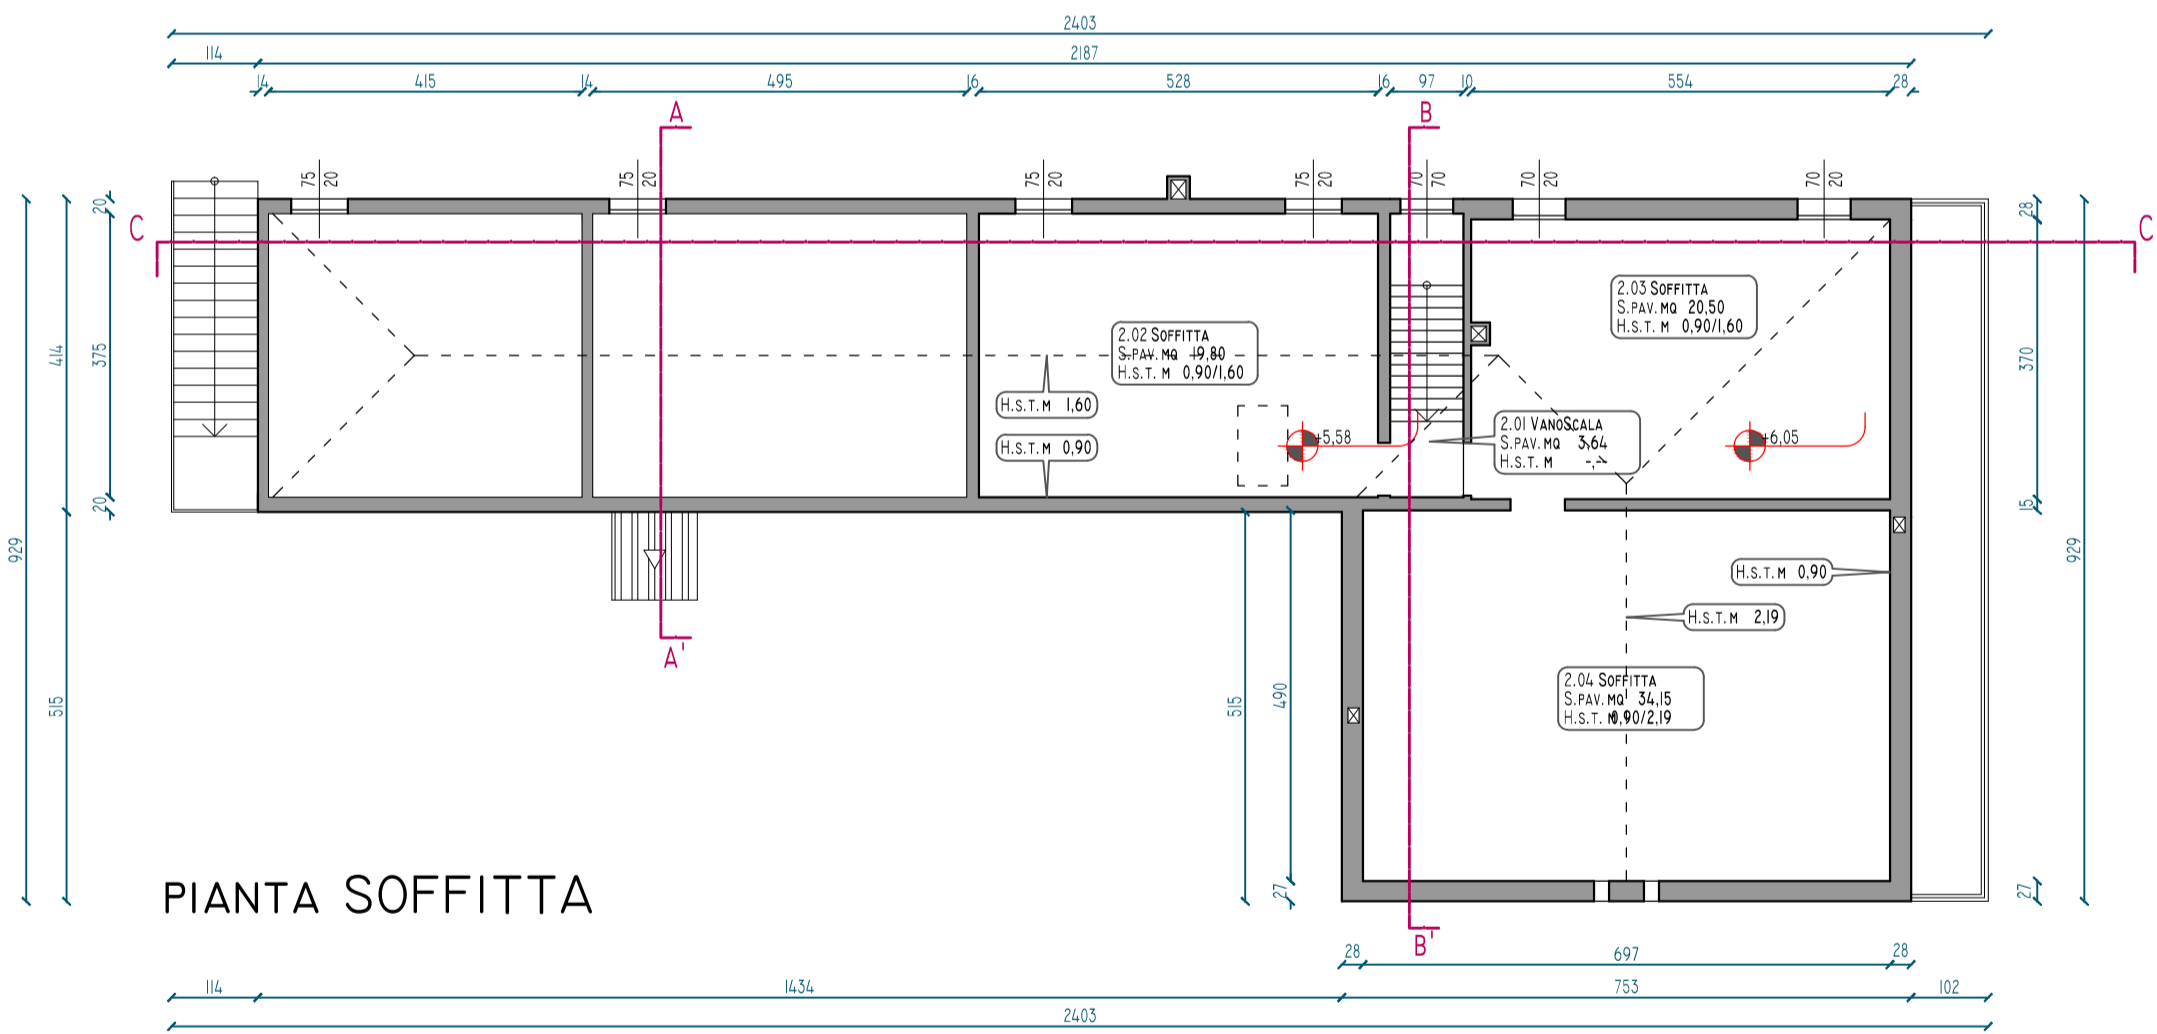 2403
114 2187
14 415 14 495 16 528 16 97 10 554 28
A B
75 20 75 20 75 20 75 20 70 70 70 20 70 20
C C
20 28
2.03 SOFFITTA
S.PAV.MQ 20,50
H.S.T. M 0,90/1,60
2.02 SOFFITTA
S.PAV.MQ 19,80
H.S.T. M 0,90/1,60
414 375 370
H.S.T.M 1,60
2.01 VANOSCALA
S.PAV.MQ 3,64
H.S.T. M -,--
+5,58 +6,05
H.S.T.M 0,90
20 15
929 929
H.S.T.M 0,90
H.S.T.M 2,19
A'
2.04 SOFFITTA
S.PAV.MQ 34,15
H.S.T. M 0,90/2,19
515 515 490
27 27
PIANTA SOFFITTA
B'
28 697 28
114 1434 753 102
2403